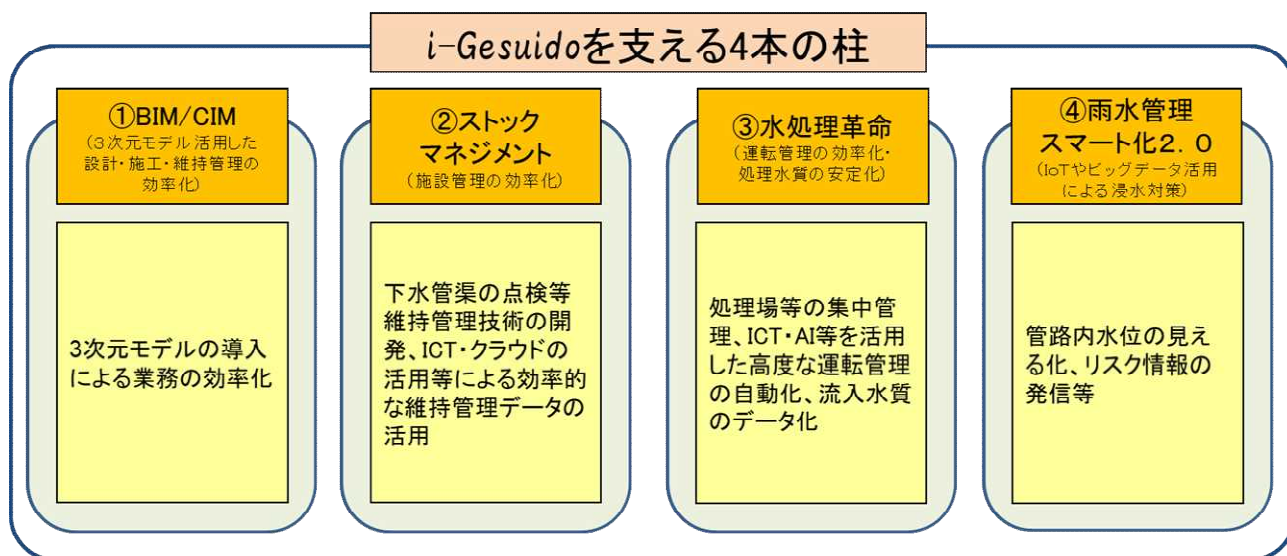 i-Gesuidoを支える4本の柱
①BIM/CIM
(3次元モデル活用した
設計・施工・維持管理の
効率化)
3次元モデルの導入
による業務の効率化
②ストック
マネジメント
(施設管理の効率化)
下水管渠の点検等
維持管理技術の開
発、ICT・クラウドの
活用等による効率的
な維持管理データの
活用
③水処理革命
(運転管理の効率化・
処理水質の安定化)
処理場等の集中管
理、ICT・AI等を活用
した高度な運転管理
の自動化、流入水質
のデータ化
④雨水管理
スマート化2.0
(IoTやビッグデータ活用
による浸水対策)
管路内水位の見え
る化、リスク情報の
発信等